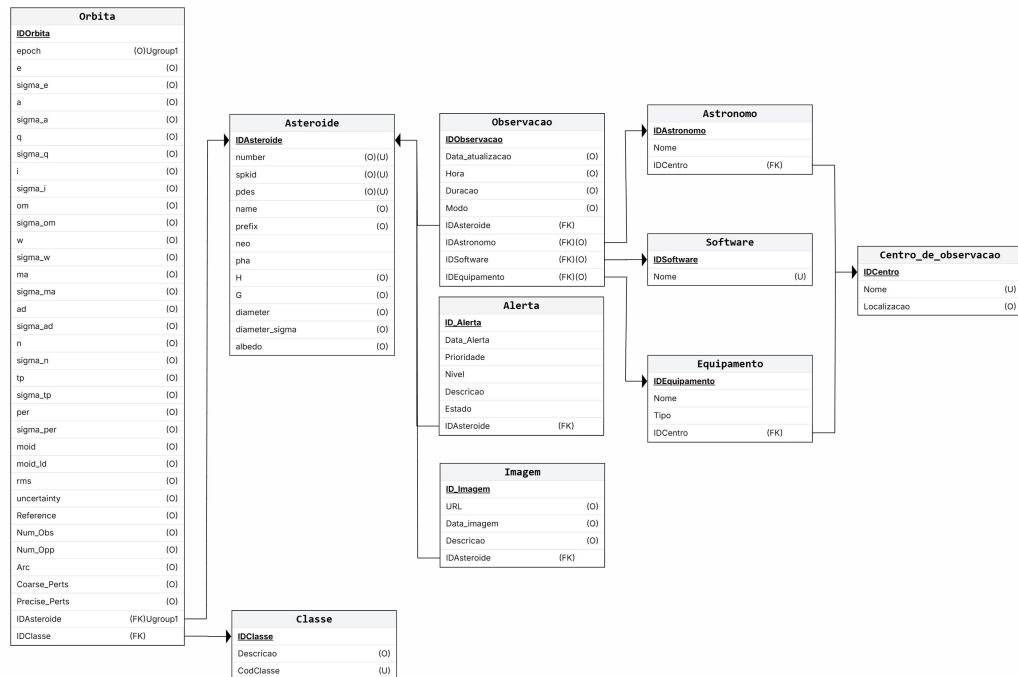 Orbita
IDOrbita
epoch (O)Ugroup1
e (O)
sigma_e (O)
a (O)
sigma_a (O)
q (O)
sigma_q (O)
i (O)
sigma_i (O)
om (O)
sigma_om (O)
w (O)
sigma_w (O)
ma (O)
sigma_ma (O)
ad (O)
sigma_ad (O)
n (O)
sigma_n (O)
tp (O)
sigma_tp (O)
per (O)
sigma_per (O)
moid (O)
moid_ld (O)
rms (O)
uncertainty (O)
Reference (O)
Num_Obs (O)
Num_Opp (O)
Arc (O)
Coarse_Perts (O)
Precise_Perts (O)
IDAsteroide (FK)Ugroup1
IDClasse (FK)
Asteroide
IDAsteroide
number (O)(U)
spkid (O)(U)
pdes (O)(U)
name (O)
prefix (O)
neo
pha
H (O)
G (O)
diameter (O)
diameter_sigma (O)
albedo (O)
Classe
IDClasse
Descricao (O)
CodClasse (U)
Observacao
IDObservacao
Data_atualizacao (O)
Hora (O)
Duracao (O)
Modo (O)
IDAsteroide (FK)
IDAstronomo (FK)(O)
IDSoftware (FK)(O)
IDEquipamento (FK)(O)
Alerta
ID_Alerta
Data_Alerta
Prioridade
Nivel
Descricao
Estado
IDAsteroide (FK)
Imagem
ID_Imagem
URL (O)
Data_imagem (O)
Descricao (O)
IDAsteroide (FK)
Astronomo
IDAstronomo
Nome
IDCentro (FK)
Software
IDSoftware
Nome (U)
Equipamento
IDEquipamento
Nome
Tipo
IDCentro (FK)
Centro_de_observacao
IDCentro
Nome (U)
Localizacao (O)